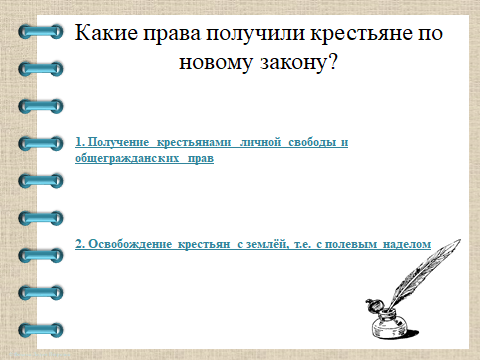 Какие права получили крестьяне по
новому закону?
1. Получение крестьянами личной свободы и
общегражданских прав
2. Освобождение крестьян с землёй, т.е. с полевым наделом